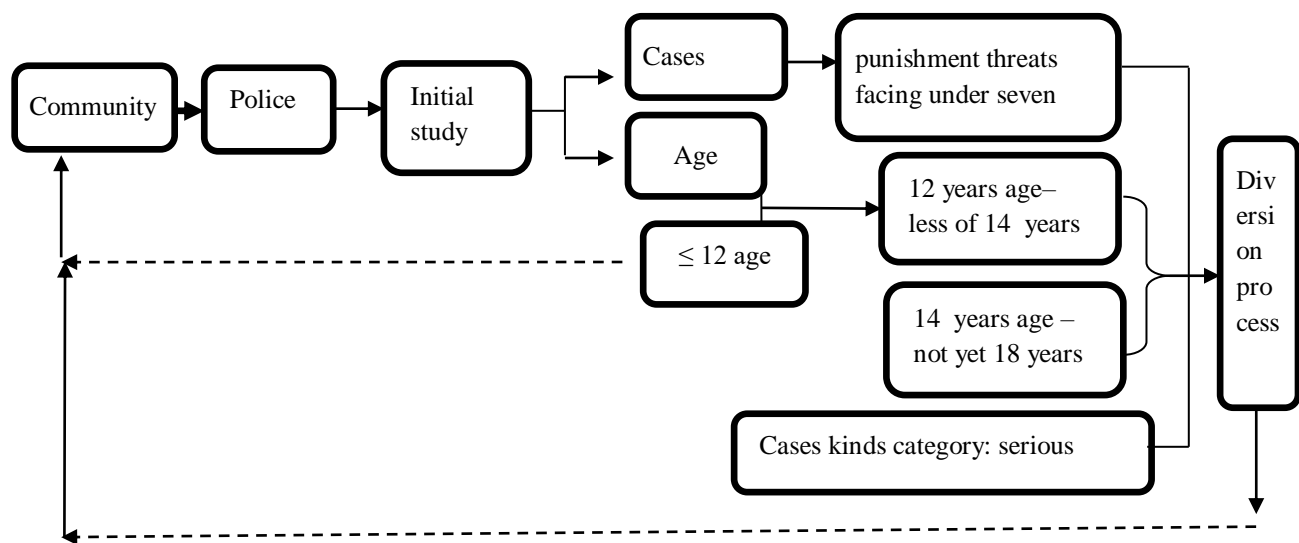 Community
Police
Initial
study
Cases
punishment threats
facing under seven
Age
≤ 12 age
12 years age–
less of 14 years
14 years age –
not yet 18 years
Cases kinds category: serious
Div
ersi
on
pro
cess